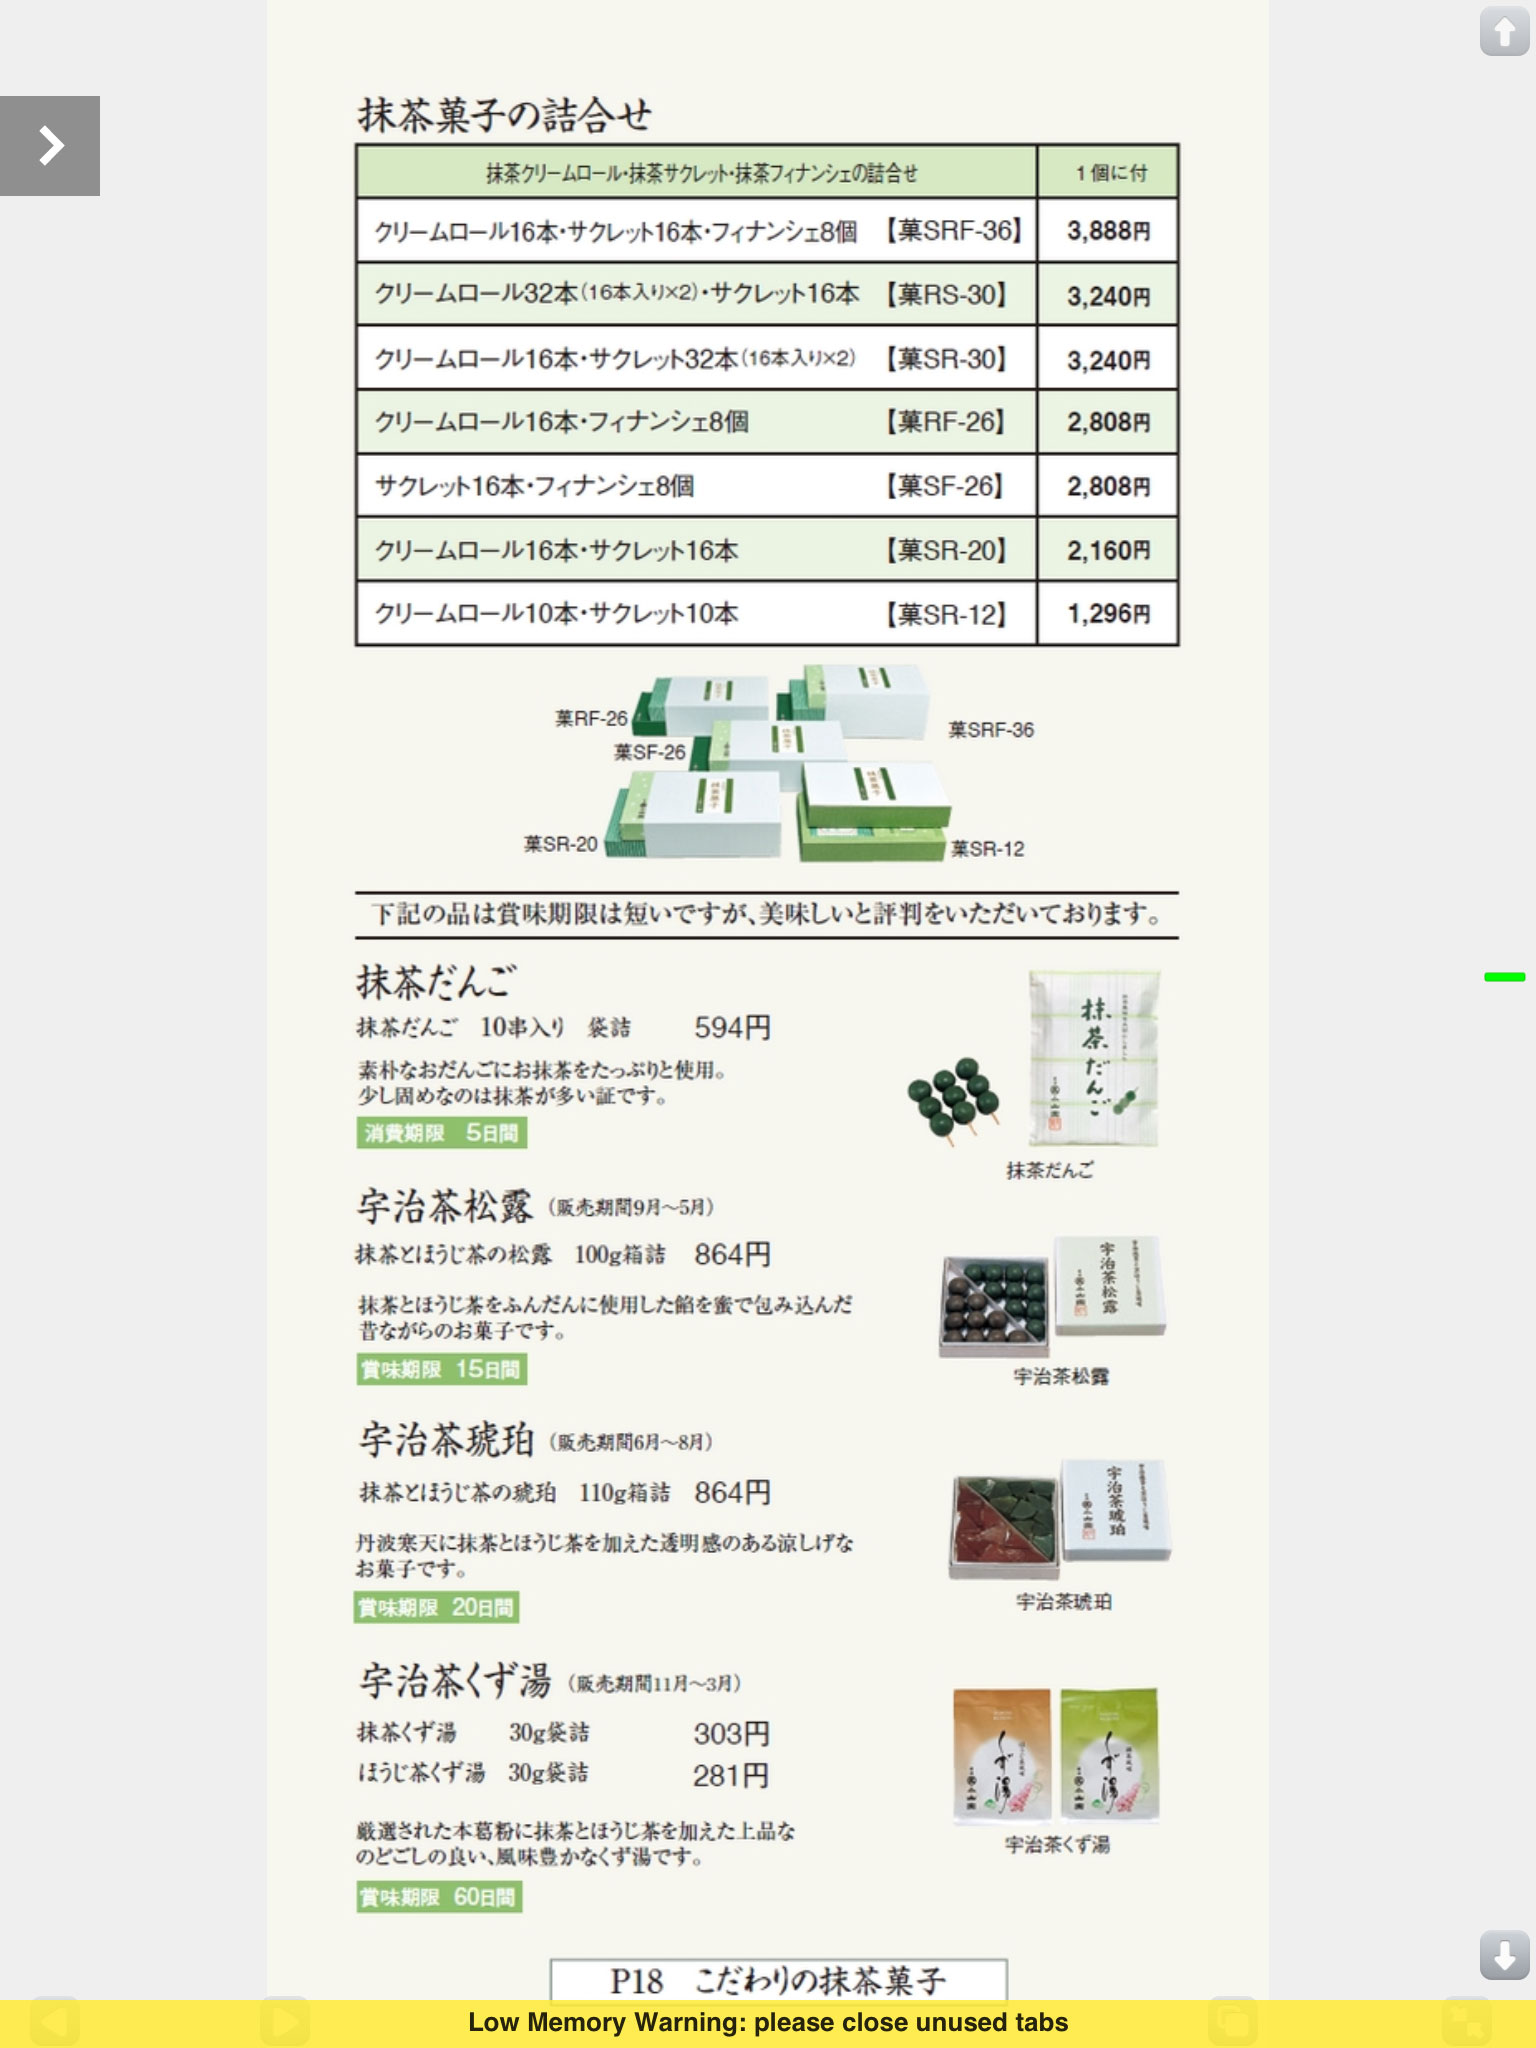 抹茶菓子の詰合せ
抹茶クリームロール・抹茶サクレット・抹茶フィナンシェの詰合せ 1個に付
クリームロール16本・サクレット16本・フィナンシェ8個 【菓SRF-36】 3,888円
クリームロール32本(16本入り×2)・サクレット16本 【菓RS-30】 3,240円
クリームロール16本・サクレット32本(16本入り×2) 【菓SR-30】 3,240円
クリームロール16本・フィナンシェ8個 【菓RF-26】 2,808円
サクレット16本・フィナンシェ8個 【菓SF-26】 2,808円
クリームロール16本・サクレット16本 【菓SR-20】 2,160円
クリームロール10本・サクレット10本 【菓SR-12】 1,296円
菓RF-26
菓SRF-36
菓SF-26
抹茶菓子
抹茶菓子
菓SR-20
菓SR-12
下記の品は賞味期限は短いですが、美味しいと評判をいただいております。
抹茶だんご
抹茶だんご 10串入り 袋詰 594円
素朴なおだんごにお抹茶をたっぷりと使用。
少し固めなのは抹茶が多い証です。
消費期限 5日間
抹茶だんご
抹茶だんご
宇治茶松露 (販売期間9月〜5月)
抹茶とほうじ茶の松露 100g箱詰 864円
抹茶とほうじ茶をふんだんに使用した餡を蜜で包み込んだ
昔ながらのお菓子です。
賞味期限 15日間
宇治茶松露
宇治茶松露
宇治茶琥珀 (販売期間6月〜8月)
抹茶とほうじ茶の琥珀 110g箱詰 864円
丹波寒天に抹茶とほうじ茶を加えた透明感のある涼しげな
お菓子です。
賞味期限 20日間
宇治茶琥珀
宇治茶琥珀
宇治茶くず湯 (販売期間11月〜3月)
抹茶くず湯 30g袋詰 303円
ほうじ茶くず湯 30g袋詰 281円
厳選された本葛粉に抹茶とほうじ茶を加えた上品な
のどごしの良い、風味豊かなくず湯です。
賞味期限 60日間
くず湯
くず湯
宇治茶くず湯
P18 こだわりの抹茶菓子
Low Memory Warning: please close unused tabs